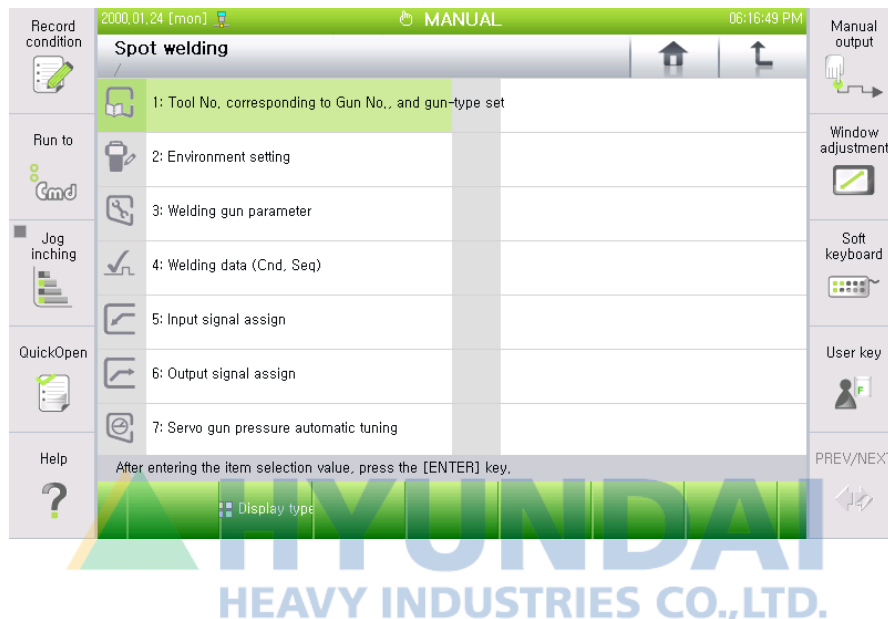 Record
condition
2000,01,24 [mon]
MANUAL
06:16:49 PM
Manual
output
Spot welding
/
1: Tool No, corresponding to Gun No,, and gun-type set
Run to
Cmd
2: Environment setting
Window
adjustment
3: Welding gun parameter
Jog
inching
4: Welding data (Cnd, Seq)
Soft
keyboard
5: Input signal assign
QuickOpen
6: Output signal assign
User key
F
7: Servo gun pressure automatic tuning
Help
?
After entering the item selection value, press the [ENTER] key,
PREV/NEXT
Display type
HYUNDAI
HEAVY INDUSTRIES CO.,LTD.